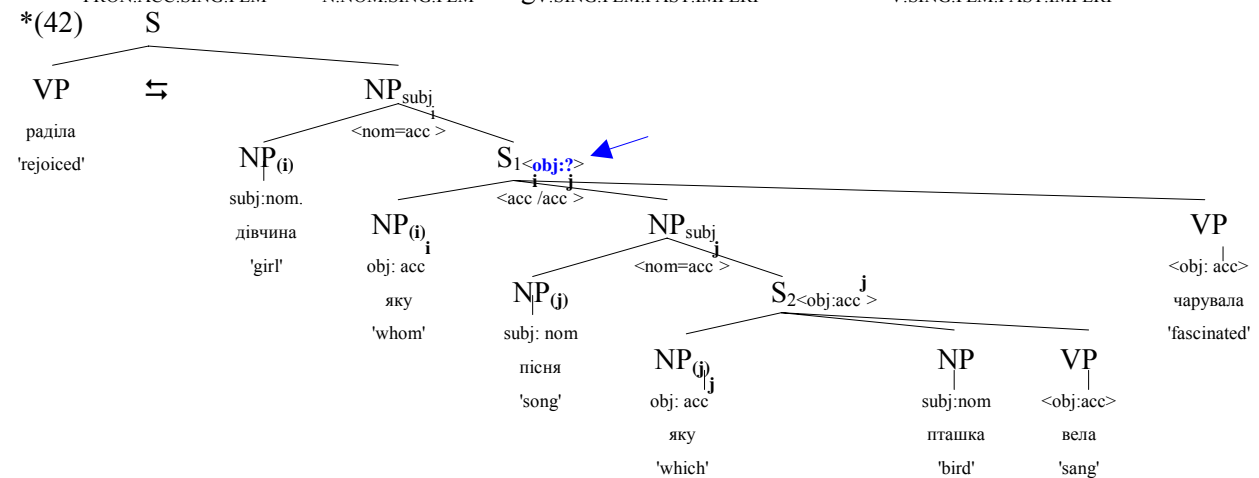 *(42) S
VP ⇆ NPsubj i
раділа <nom=acc >
'rejoiced' NP(i) S1<obj:?>
i j
subj:nom. <acc /acc >
дівчина NP(i) i NPsubj j VP
'girl' obj: acc <nom=acc > <obj: acc>
яку NP(j) S2<obj:acc > j чарувала
'whom' subj: nom 'fascinated'
пісня NP(j) j NP VP
'song' obj: acc subj:nom <obj:acc>
яку пташка вела
'which' 'bird' 'sang'